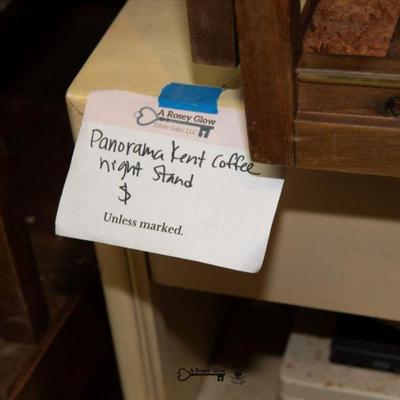 A Rosey Glow
Estate Sales, LLC
Panorama Kent Coffee
night Stand
$
Unless marked.
A Rosey Glow